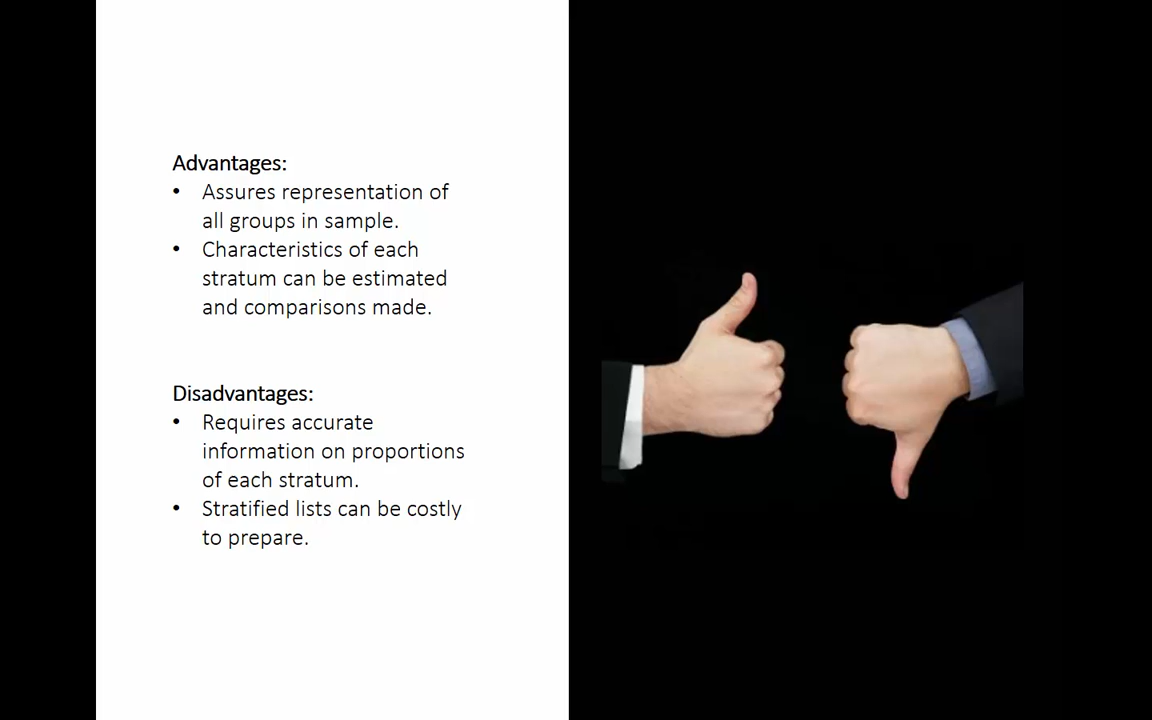 Advantages:
• Assures representation of
all groups in sample.
• Characteristics of each
stratum can be estimated
and comparisons made.
Disadvantages:
• Requires accurate
information on proportions
of each stratum.
• Stratified lists can be costly
to prepare.